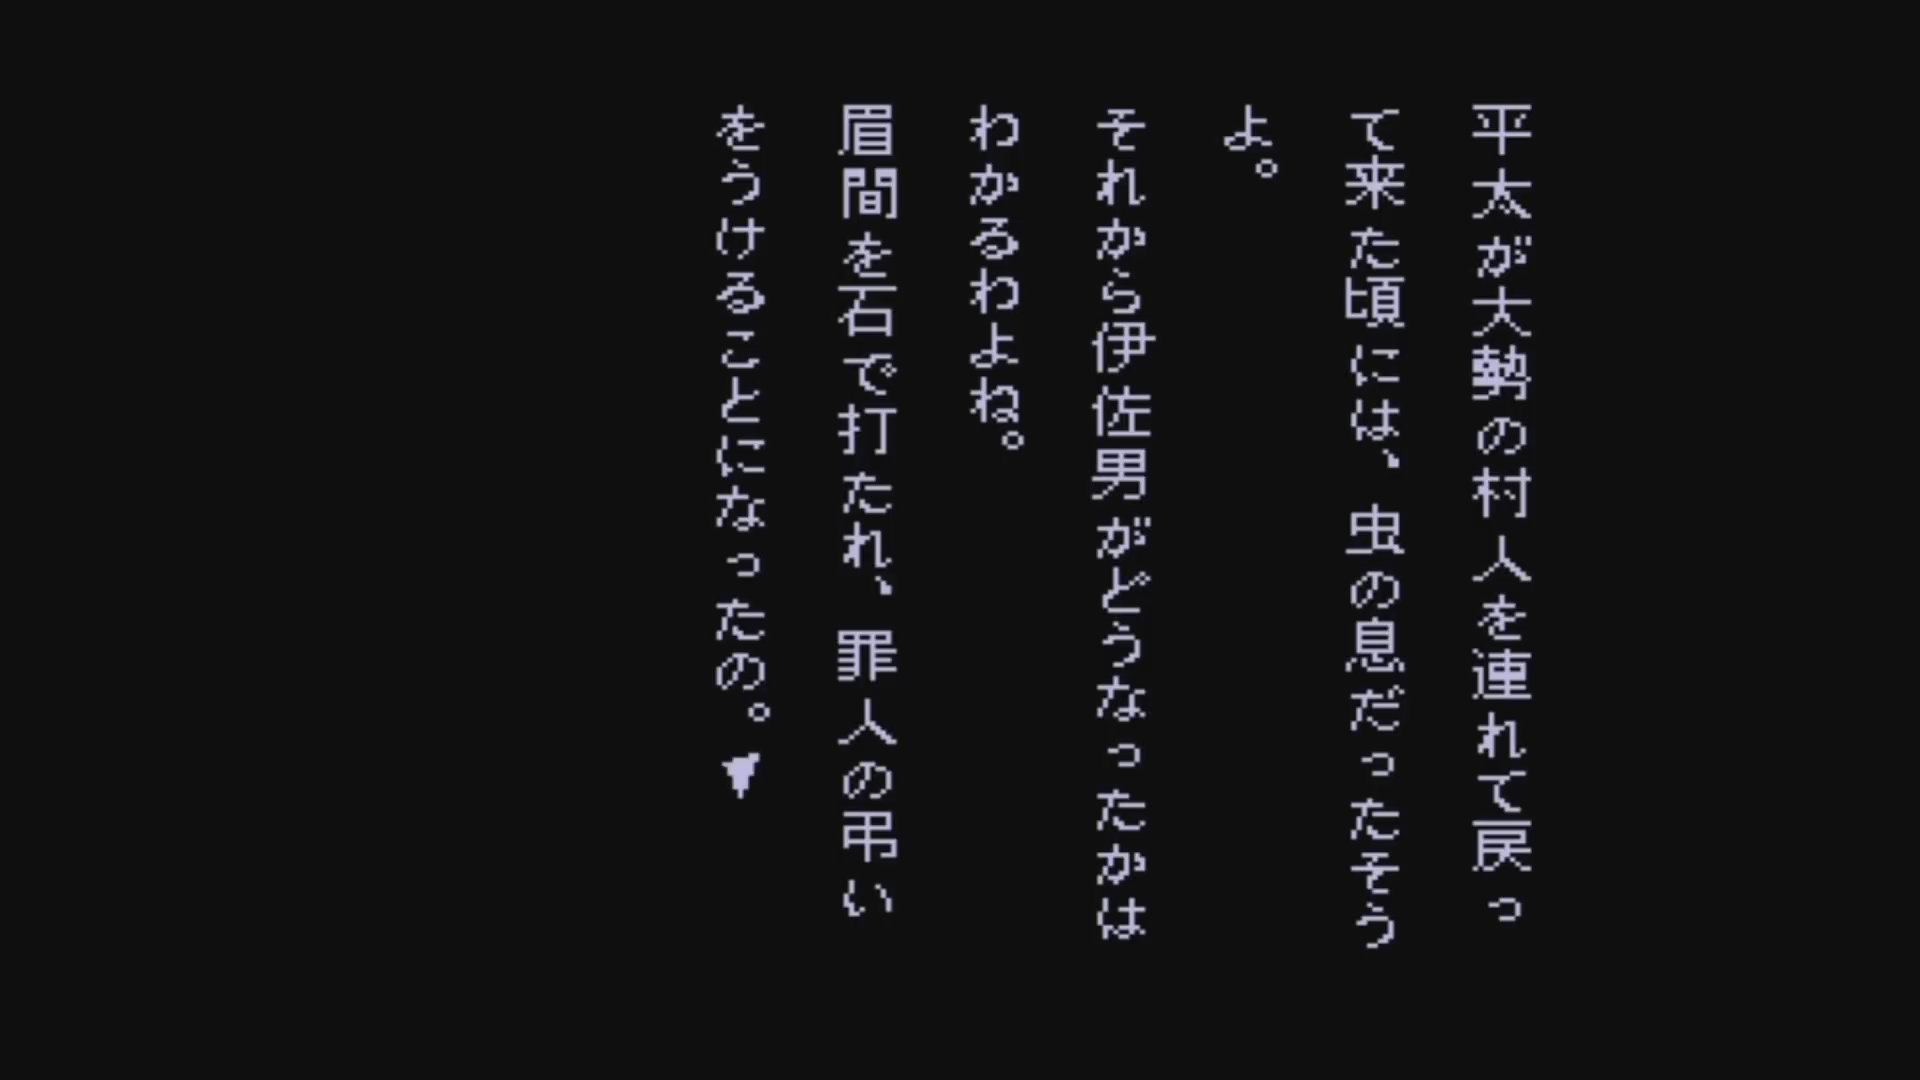 平太が大勢の村人を連れて戻っ
て来た頃には、虫の息だったそう
よ。
それから伊佐男がどうなったかは
わかるわよね。
眉間を石で打たれ、罪人の弔い
をうけることになったの。▼